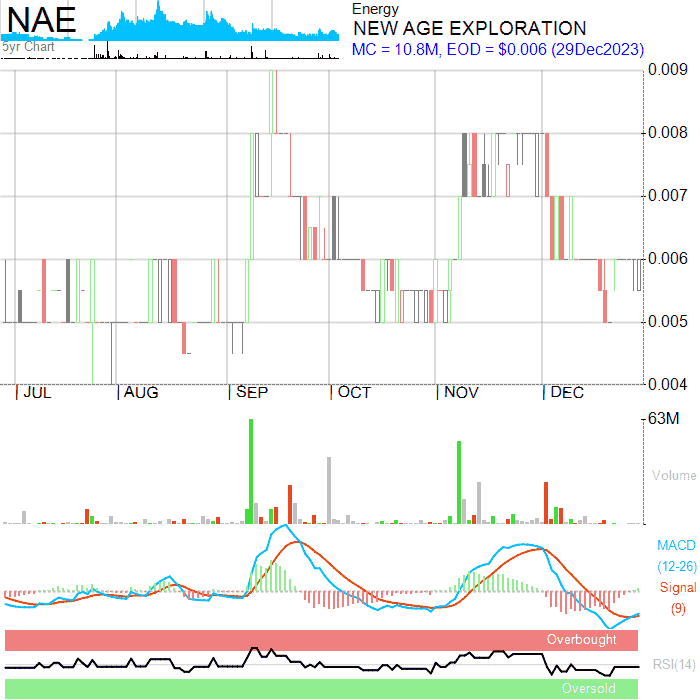 NAE
5yr Chart
Energy
NEW AGE EXPLORATION
MC = 10.8M, EOD = $0.006 (29Dec2023)
0.009
0.008
0.007
0.006
0.005
0.004
JUL AUG SEP OCT NOV DEC
63M
Volume
MACD
(12-26)
Signal
(9)
Overbought
RSI(14)
Oversold